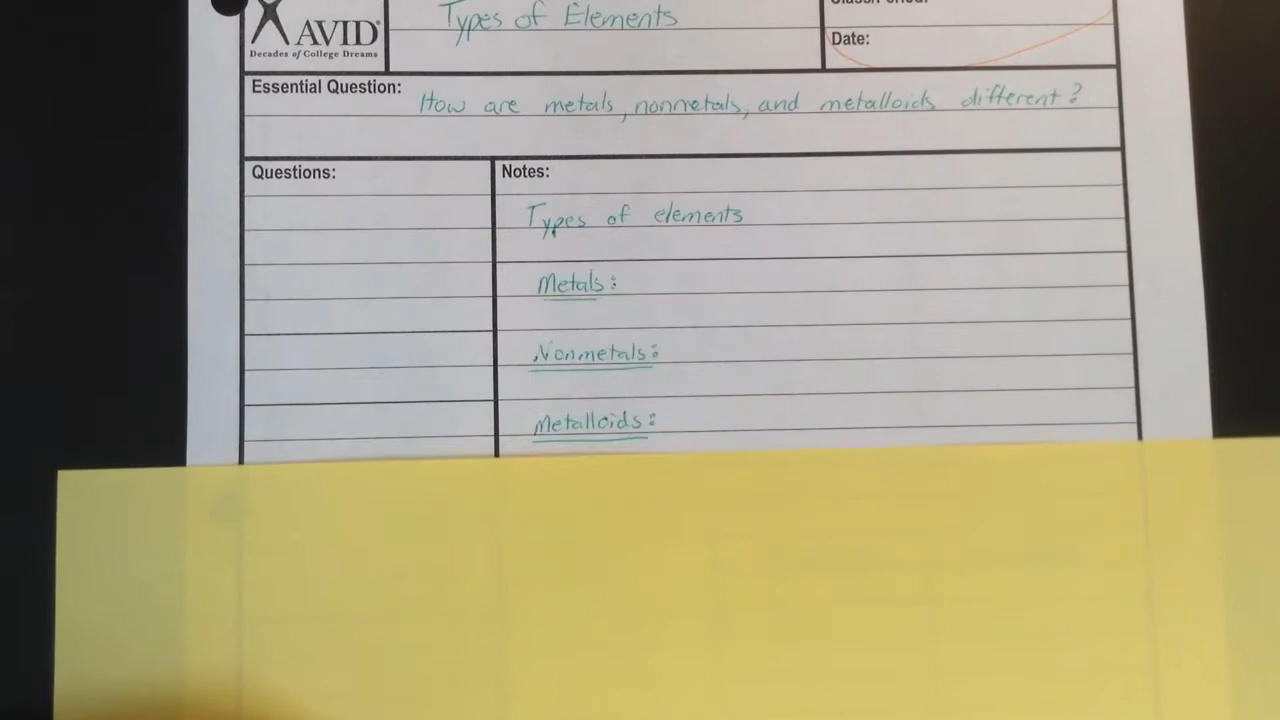 AVID
Types of Elements
Decades of College Dreams
Date:
Essential Question:
How are metals, nonmetals, and metalloids different?
Questions:
Notes:
Types of elements
Metals:
Nonmetals:
Metalloids: